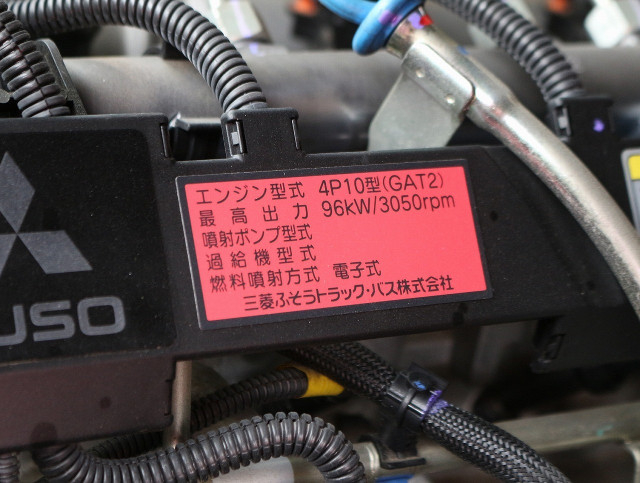 エンジン型式 4P10型(GAT2)
最高出力 96kW/3050rpm
噴射ポンプ型式
過給機型式
燃料噴射方式 電子式
三菱ふそうトラック・バス株式会社
USO